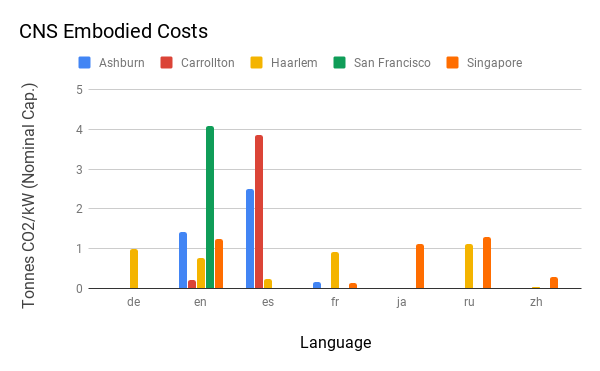 CNS Embodied Costs
Ashburn Carrollton Haarlem San Francisco Singapore
Tonnes CO2/kW (Nominal Cap.)
5
4
3
2
1
0
de en es fr ja ru zh
Language